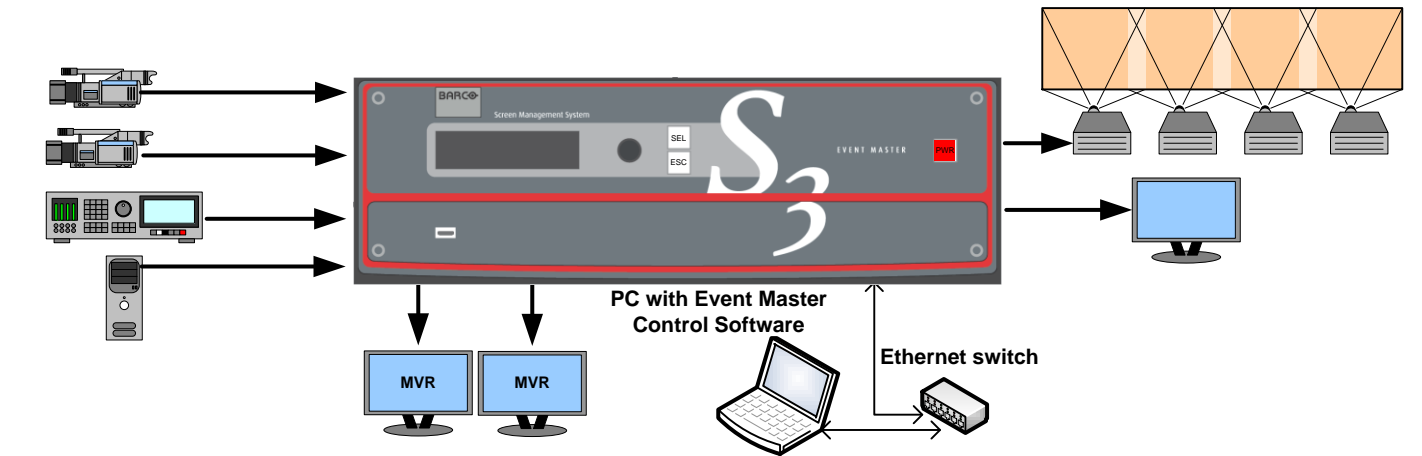 BARCO
Screen Management System
SEL
ESC
S3
EVENT MASTER
PWR
PC with Event Master
Control Software
MVR
MVR
Ethernet switch